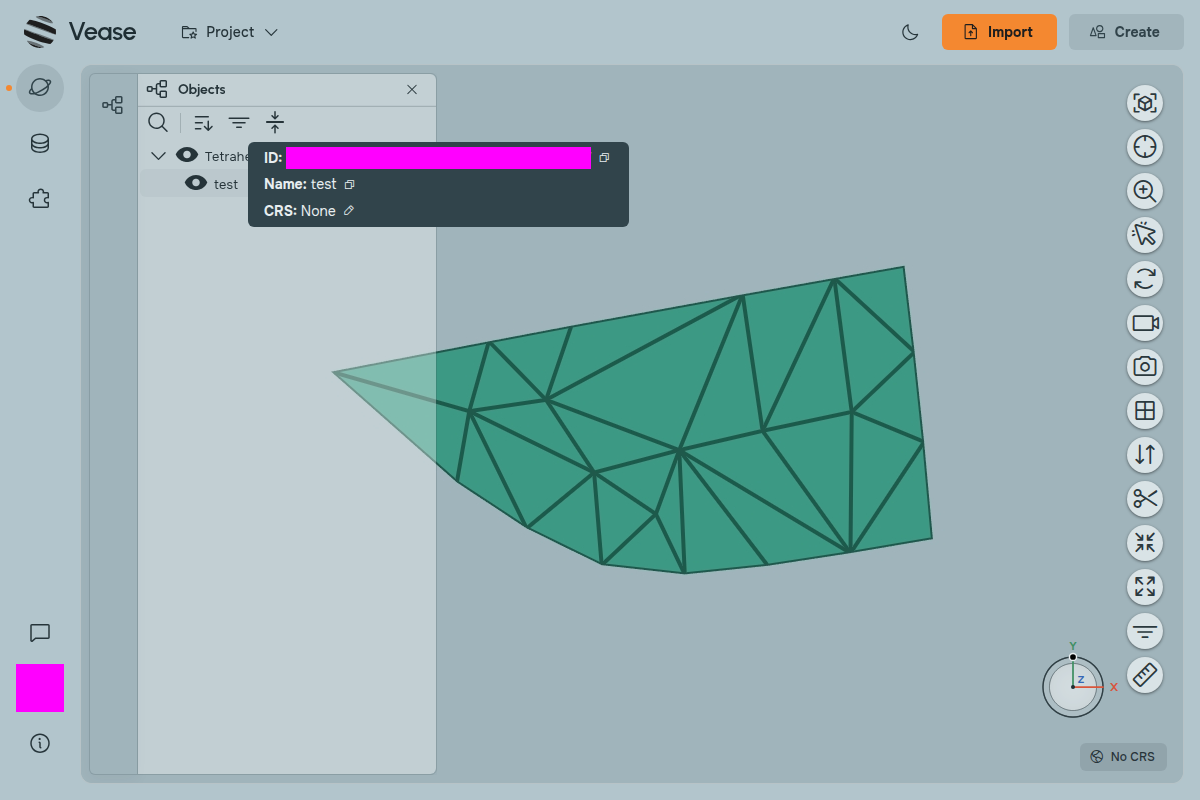 Vease
Project
Import
Create
Objects
Tetrahe
test
ID:
Name: test
CRS: None
Y
Z
X
No CRS